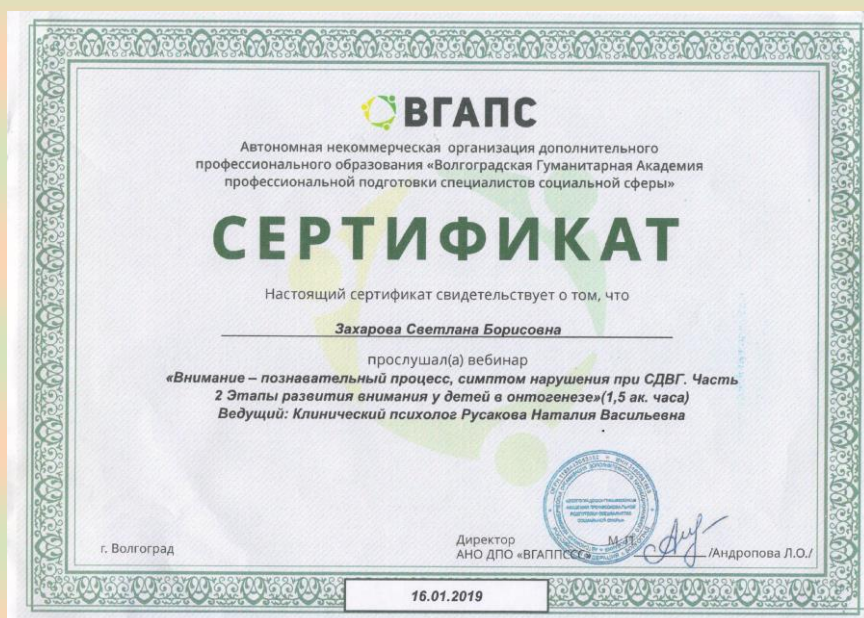 ВГАПС
Автономная некоммерческая организация дополнительного
профессионального образования «Волгоградская Гуманитарная Академия
профессиональной подготовки специалистов социальной сферы»
СЕРТИФИКАТ
Настоящий сертификат свидетельствует о том, что
Захарова Светлана Борисовна
прослушал(а) вебинар
«Внимание – познавательный процесс, симптом нарушения при СДВГ. Часть
2 Этапы развития внимания у детей в онтогенезе»(1,5 ак. часа)
Ведущий: Клинический психолог Русакова Наталия Васильевна
г. Волгоград
Директор М. П.
АНО ДПО «ВГАППССС» /Андропова Л.О./
16.01.2019